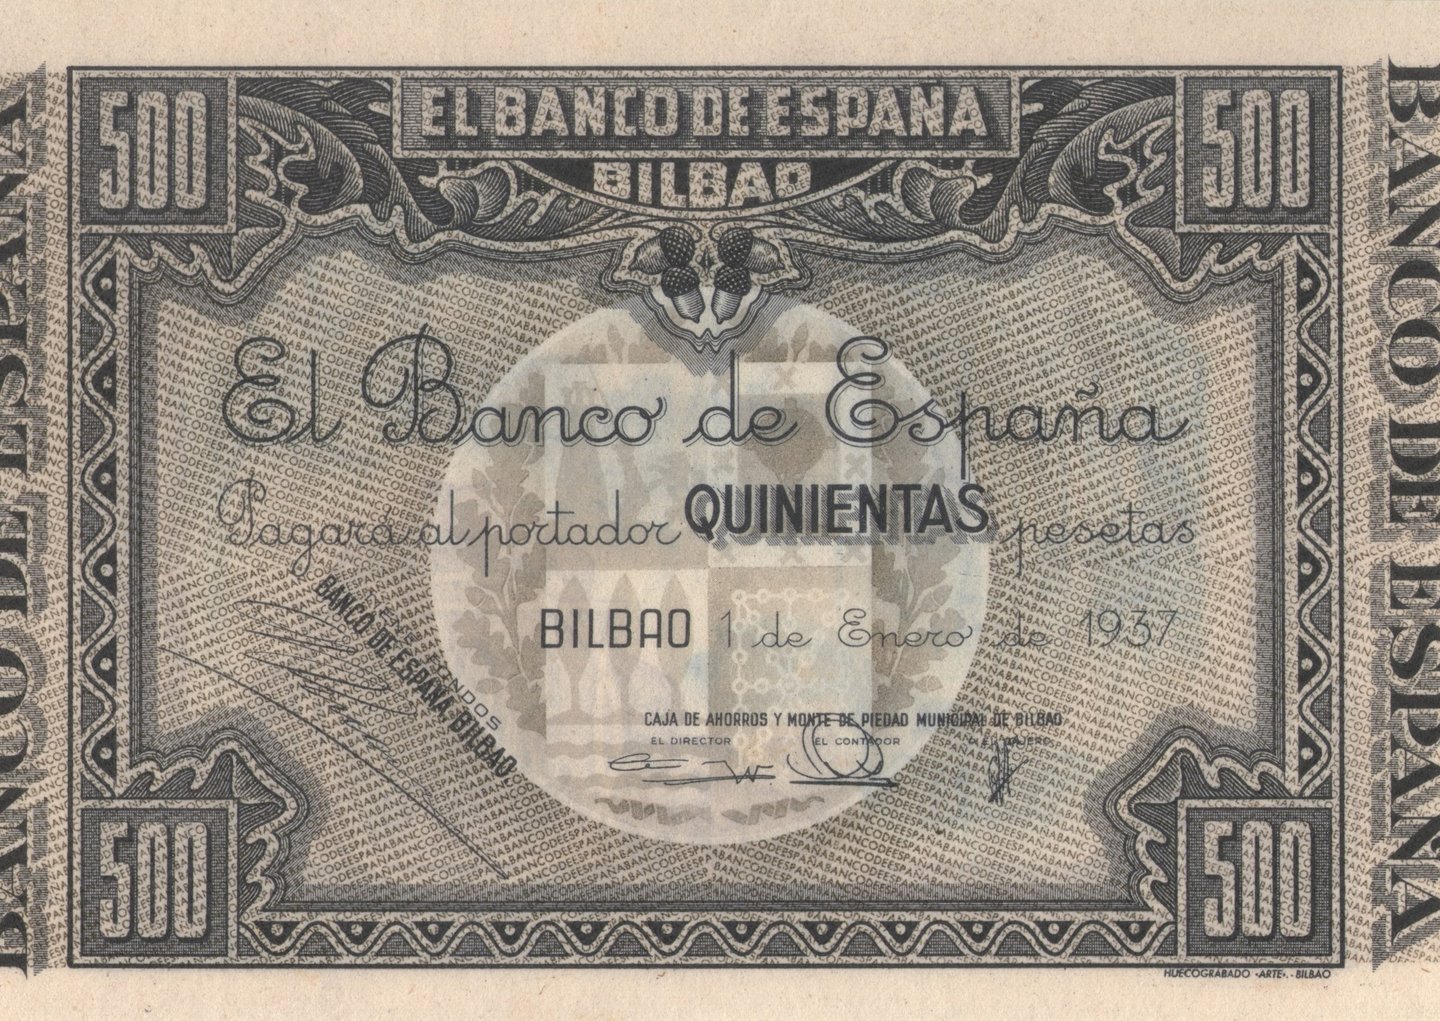 500 EL BANCO DE ESPAÑA 500
BILBAO
El Banco de España
Pagará al portador QUINIENTAS pesetas
BILBAO 1 de Enero de 1937
BANCO DE ESPAÑA, BILBAO
CAJA DE AHORROS Y MONTE DE PIEDAD MUNICIPAL DE BILBAO
EL DIRECTOR EL CONTADOR EL CAJERO
500 500
HUECOGRABADO "ARTE".- BILBAO
BANCO DE ESPAÑA
BANCO DE ESPAÑA